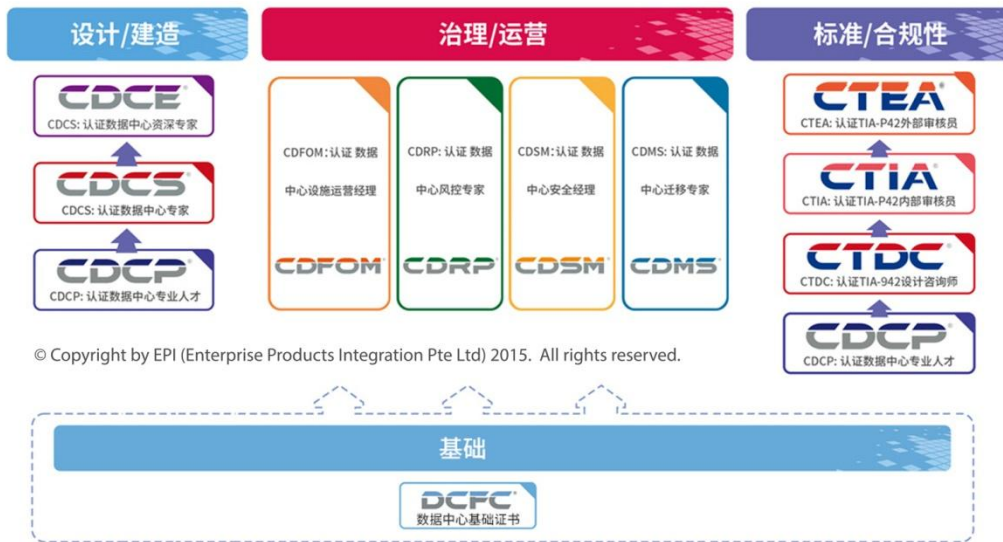 设计/建造
CDCE®
CDCS: 认证数据中心资深专家
CDCS®
CDCS: 认证数据中心专家
CDCP®
CDCP: 认证数据中心专业人才
治理/运营
CDFOM：认证 数据
中心设施运营经理
CDFOM®
CDRP: 认证 数据
中心风控专家
CDRP®
CDSM：认证 数据
中心安全经理
CDSM®
CDMS: 认证 数据
中心迁移专家
CDMS®
标准/合规性
CTEA®
CTEA: 认证TIA-P42外部审核员
CTIA®
CTIA: 认证TIA-P42内部审核员
CTDC®
CTDC: 认证TIA-942设计咨询师
CDCP®
CDCP: 认证数据中心专业人才
© Copyright by EPI (Enterprise Products Integration Pte Ltd) 2015. All rights reserved.
基础
DCFC®
数据中心基础证书